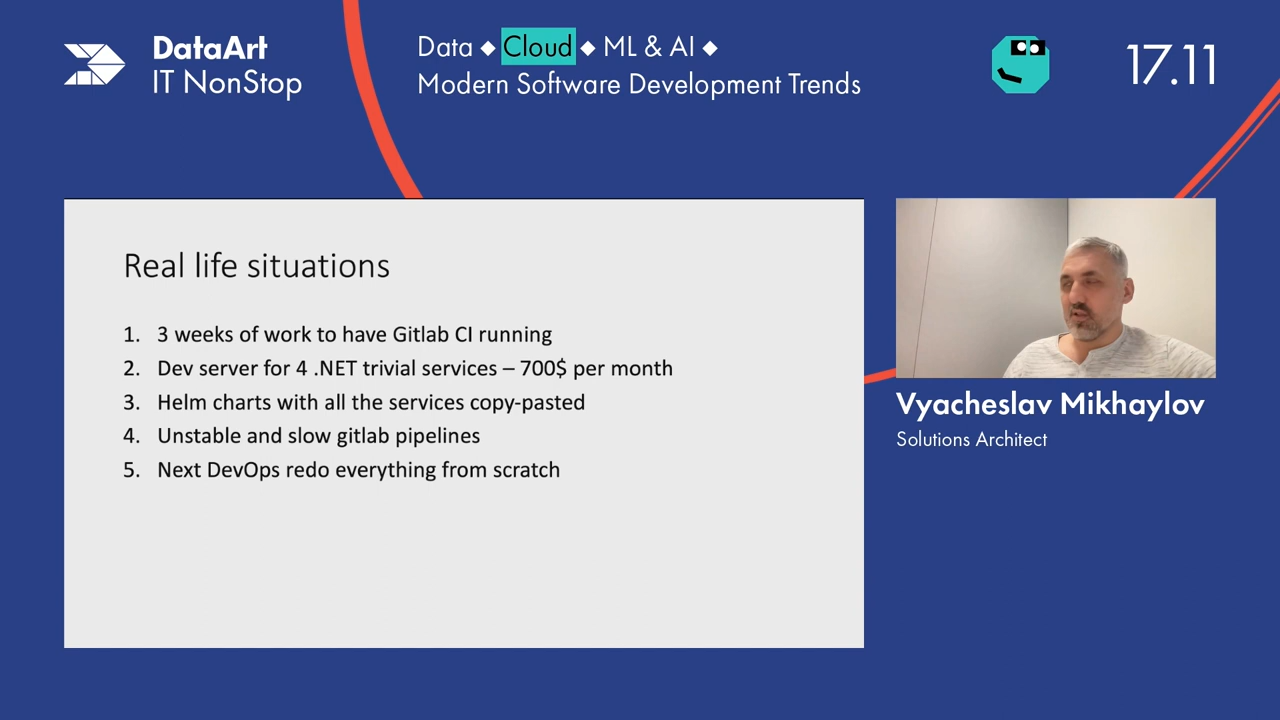 DataArt
IT NonStop
Data ◆ Cloud ◆ ML & AI ◆
Modern Software Development Trends
17.11
Real life situations
1. 3 weeks of work to have Gitlab CI running
2. Dev server for 4 .NET trivial services – 700$ per month
3. Helm charts with all the services copy-pasted
4. Unstable and slow gitlab pipelines
5. Next DevOps redo everything from scratch
Vyacheslav Mikhaylov
Solutions Architect